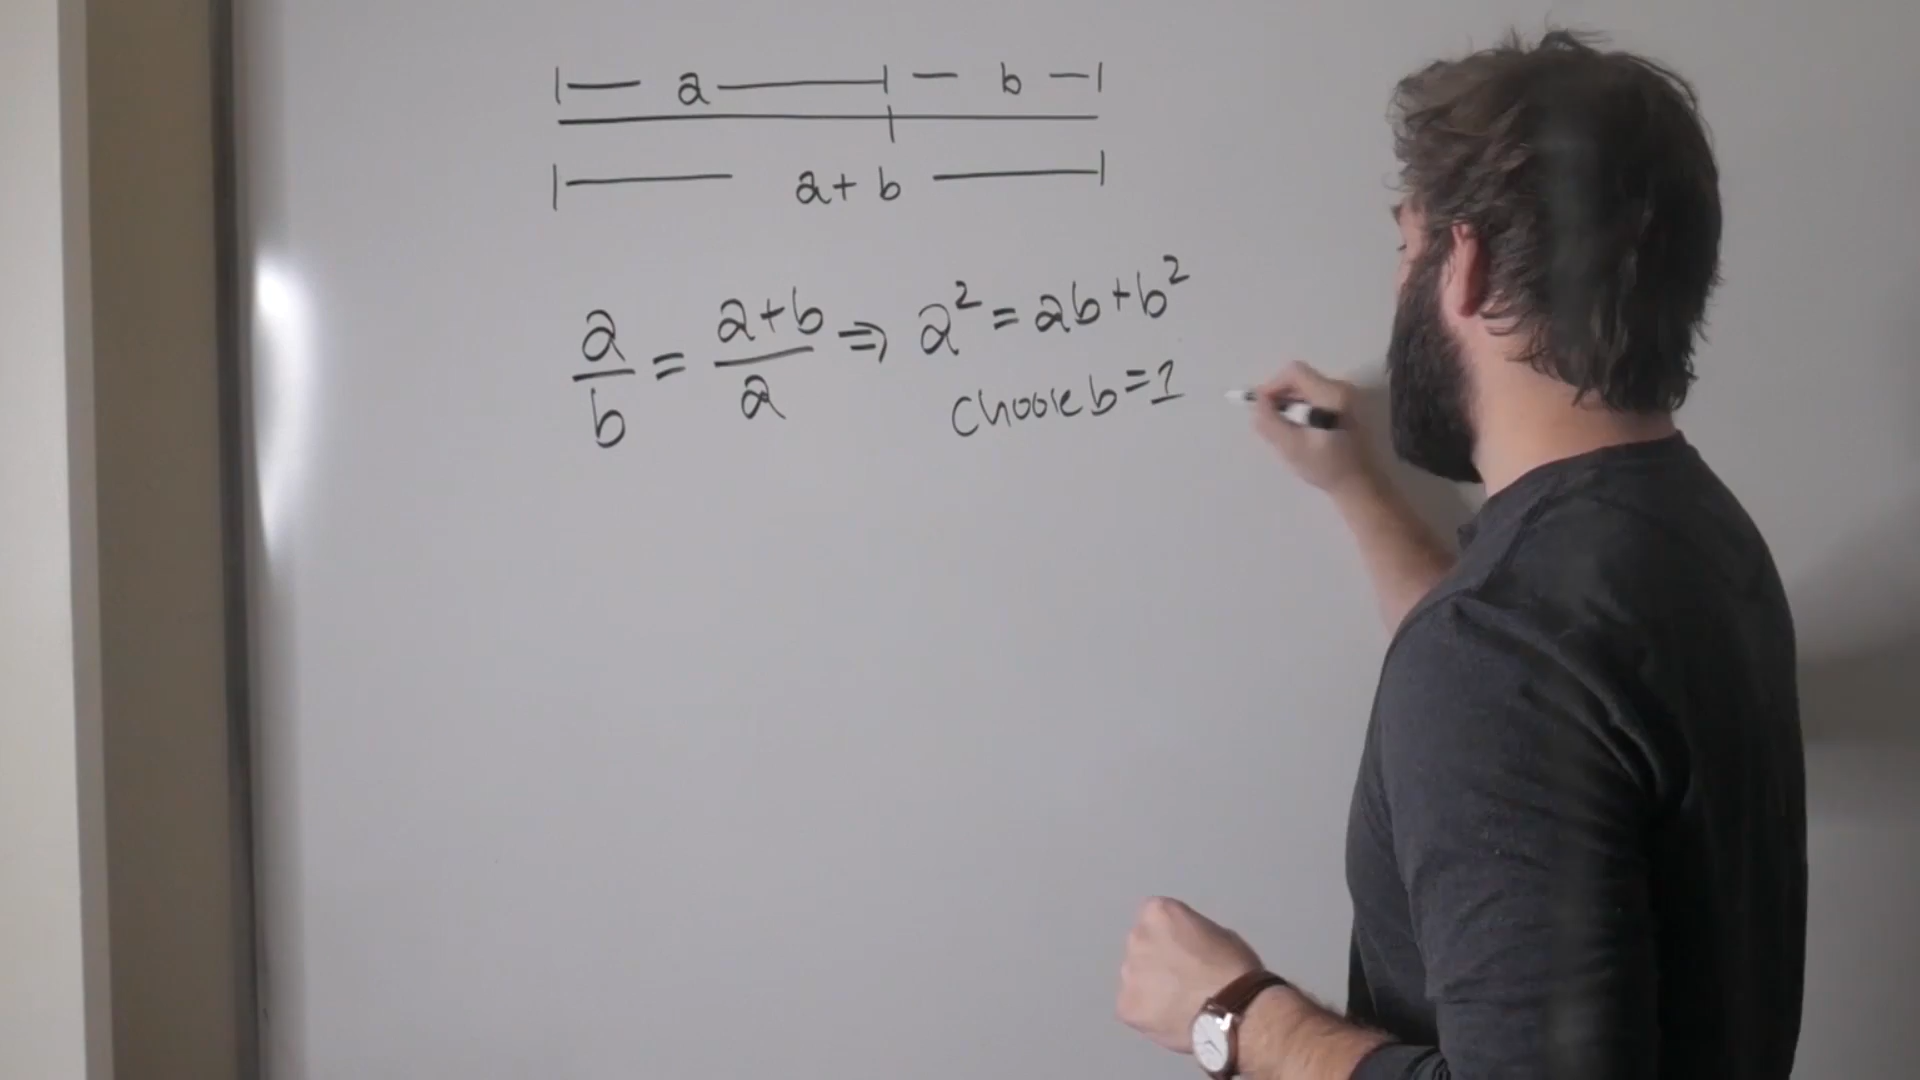 a b
a + b
a/b = (a+b)/a ⇒ a² = ab + b²
choose b = 1